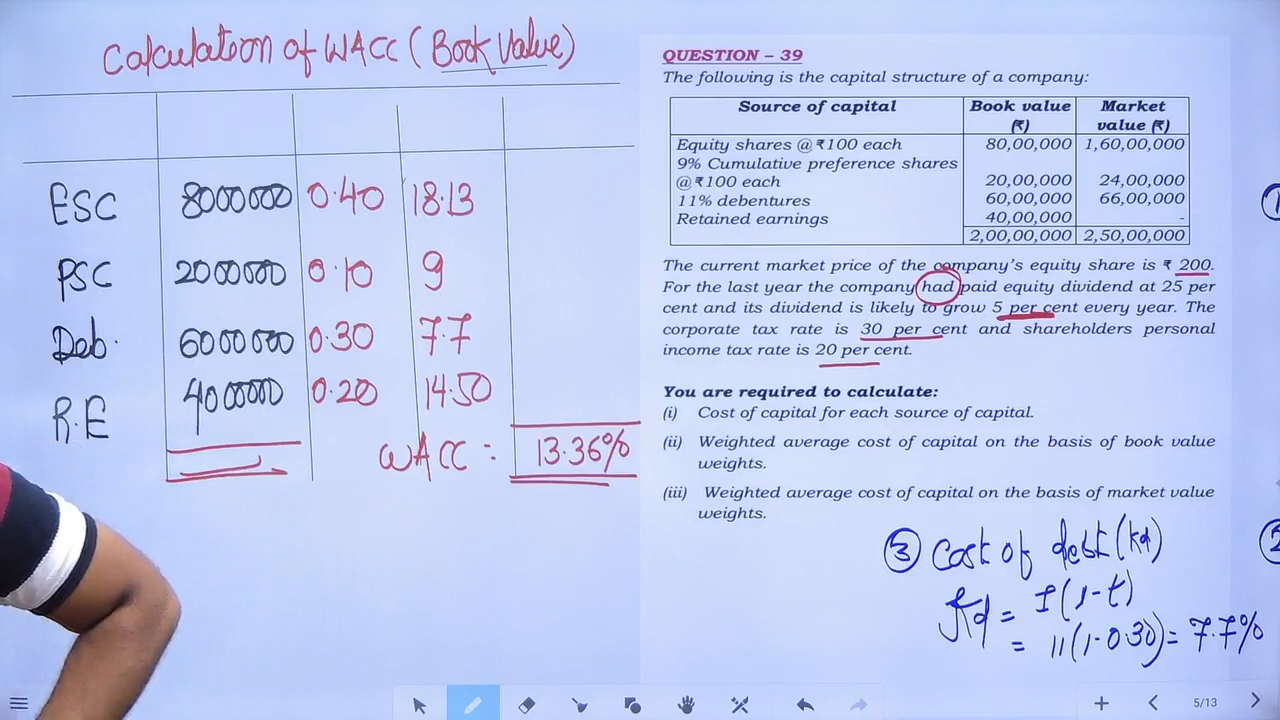 Calculation of WACC (Book Value)
ESC 8000000 0.40 18.13
PSC 2000000 0.10 9
Deb. 6000000 0.30 7.7
R.E 4000000 0.20 14.50
WACC = 13.36%
QUESTION – 39
The following is the capital structure of a company:
Source of capital Book value (₹) Market value (₹)
Equity shares @ ₹100 each 80,00,000 1,60,00,000
9% Cumulative preference shares
@ ₹100 each 20,00,000 24,00,000
11% debentures 60,00,000 66,00,000
Retained earnings 40,00,000 -
2,00,00,000 2,50,00,000
The current market price of the company's equity share is ₹ 200.
For the last year the company had paid equity dividend at 25 per
cent and its dividend is likely to grow 5 per cent every year. The
corporate tax rate is 30 per cent and shareholders personal
income tax rate is 20 per cent.
You are required to calculate:
(i) Cost of capital for each source of capital.
(ii) Weighted average cost of capital on the basis of book value
weights.
(iii) Weighted average cost of capital on the basis of market value
weights.
③ Cost of debt (Kd)
Kd = I(1-t)
= 11(1-0.30) = 7.7%
5/13